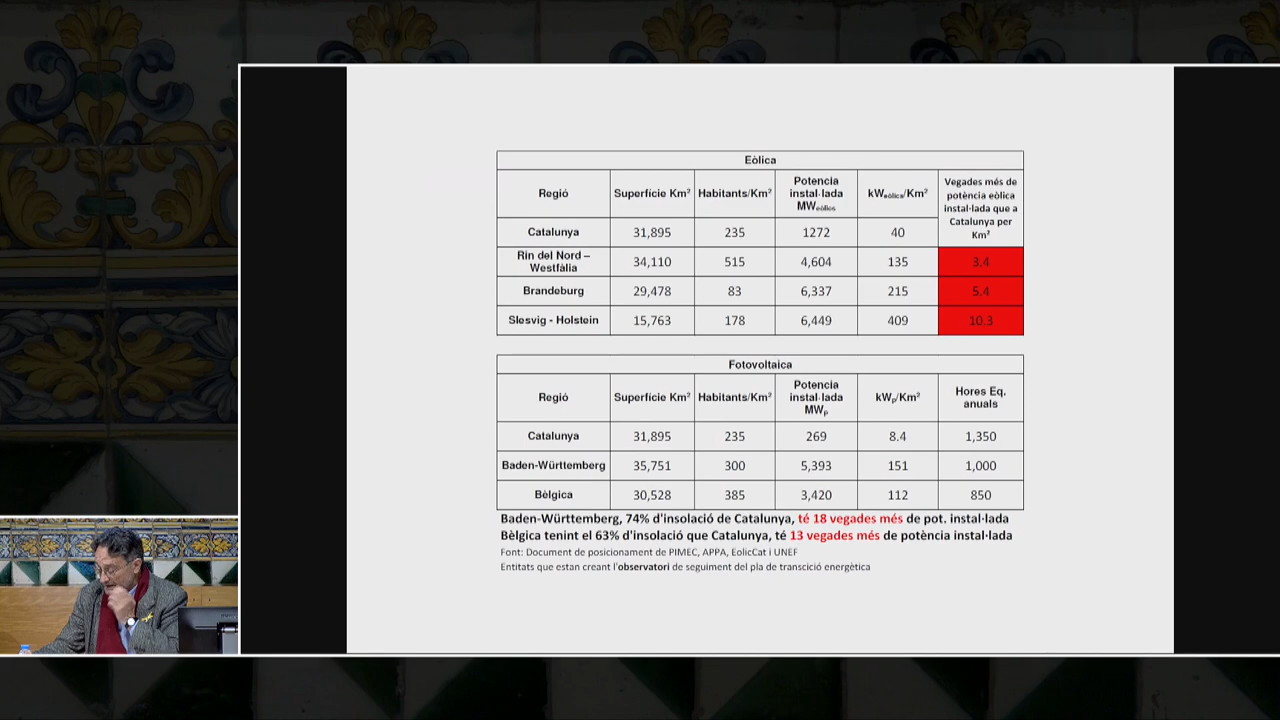 Eòlica
Regió Superfície Km² Habitants/Km² Potencia instal·lada MWeòlics kWeòlics/Km² Vegades més de potència eòlica instal·lada que a Catalunya per Km²
Catalunya 31,895 235 1272 40
Rin del Nord – Westfàlia 34,110 515 4,604 135 3.4
Brandeburg 29,478 83 6,337 215 5.4
Slesvig - Holstein 15,763 178 6,449 409 10.3
Fotovoltaica
Regió Superfície Km² Habitants/Km² Potencia instal·lada MWp kWp/Km² Hores Eq. anuals
Catalunya 31,895 235 269 8.4 1,350
Baden-Württemberg 35,751 300 5,393 151 1,000
Bèlgica 30,528 385 3,420 112 850
Baden-Württemberg, 74% d'insolació de Catalunya, té 18 vegades més de pot. instal·lada
Bèlgica tenint el 63% d'insolació que Catalunya, té 13 vegades més de potència instal·lada
Font: Document de posicionament de PIMEC, APPA, EolicCat i UNEF
Entitats que estan creant l'observatori de seguiment del pla de transcició energètica